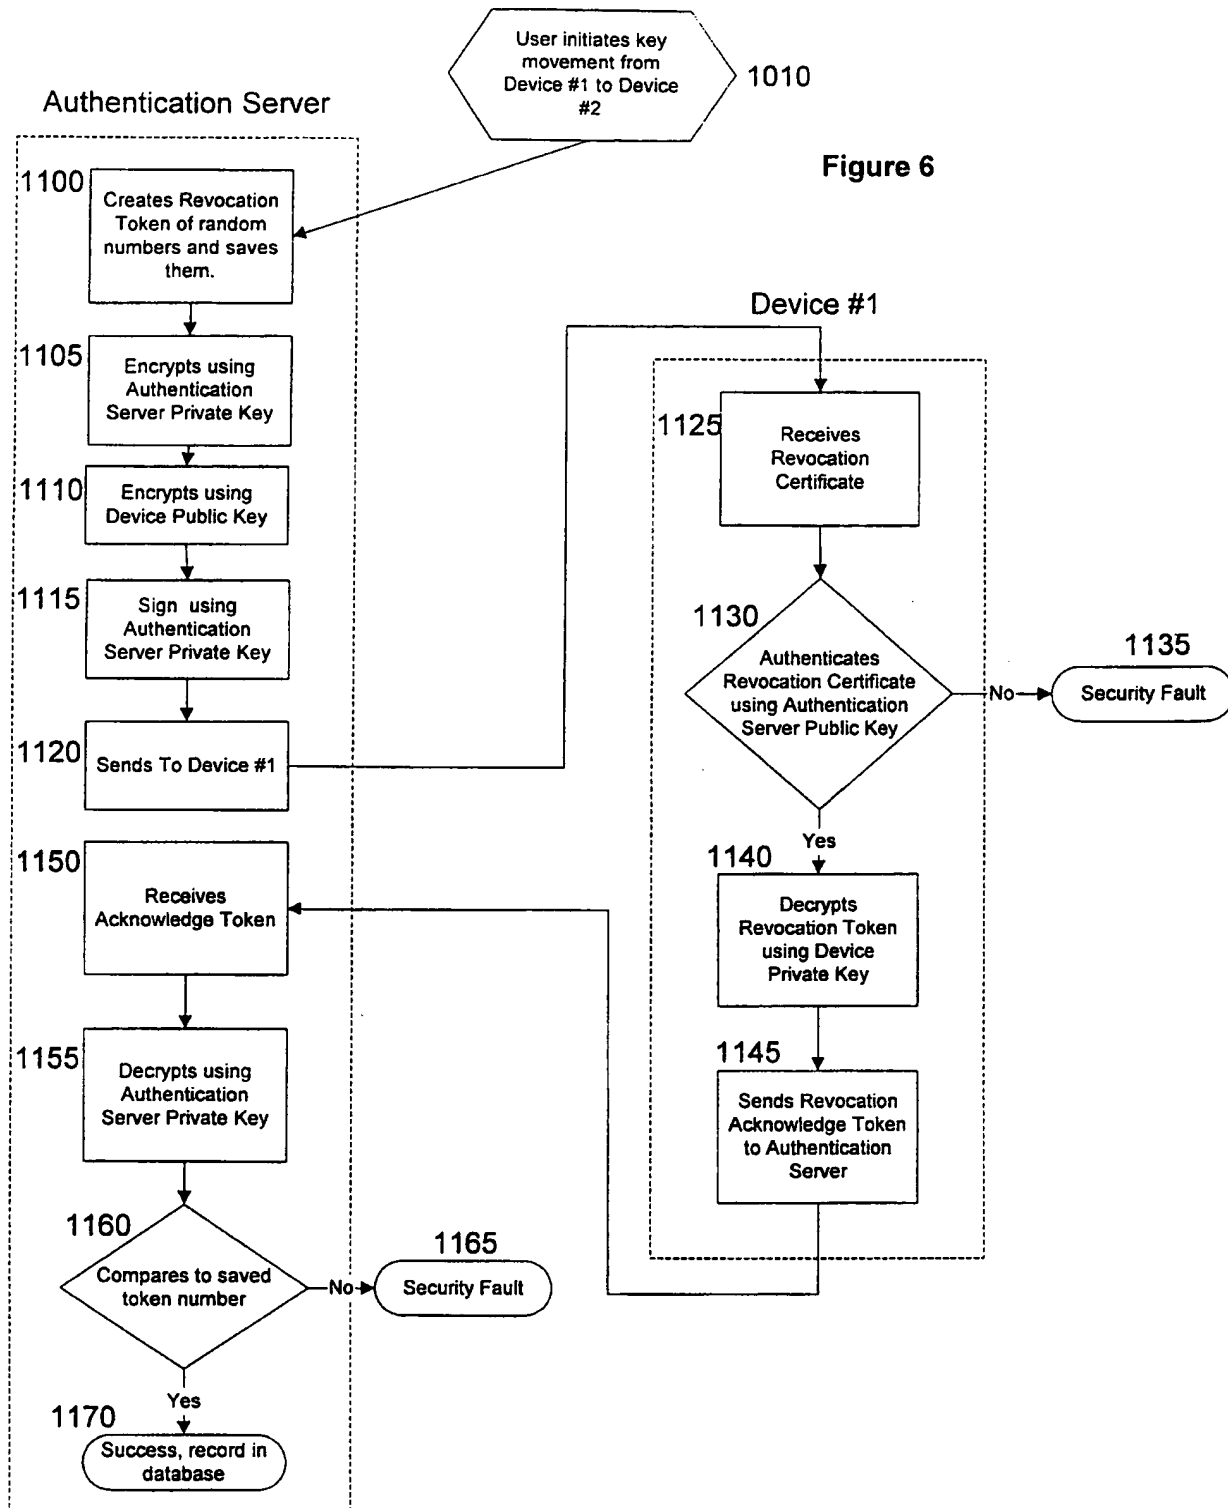 User initiates key
movement from
Device #1 to Device
#2
1010
Authentication Server
Figure 6
1100
Creates Revocation
Token of random
numbers and saves
them.
1105
Encrypts using
Authentication
Server Private Key
1110
Encrypts using
Device Public Key
1115
Sign using
Authentication
Server Private Key
1120
Sends To Device #1
Device #1
1125
Receives
Revocation
Certificate
1130
Authenticates
Revocation Certificate
using Authentication
Server Public Key
No
1135
Security Fault
Yes
1140
Decrypts
Revocation Token
using Device
Private Key
1145
Sends Revocation
Acknowledge Token
to Authentication
Server
1150
Receives
Acknowledge Token
1155
Decrypts using
Authentication
Server Private Key
1160
Compares to saved
token number
No
1165
Security Fault
Yes
1170
Success, record in
database